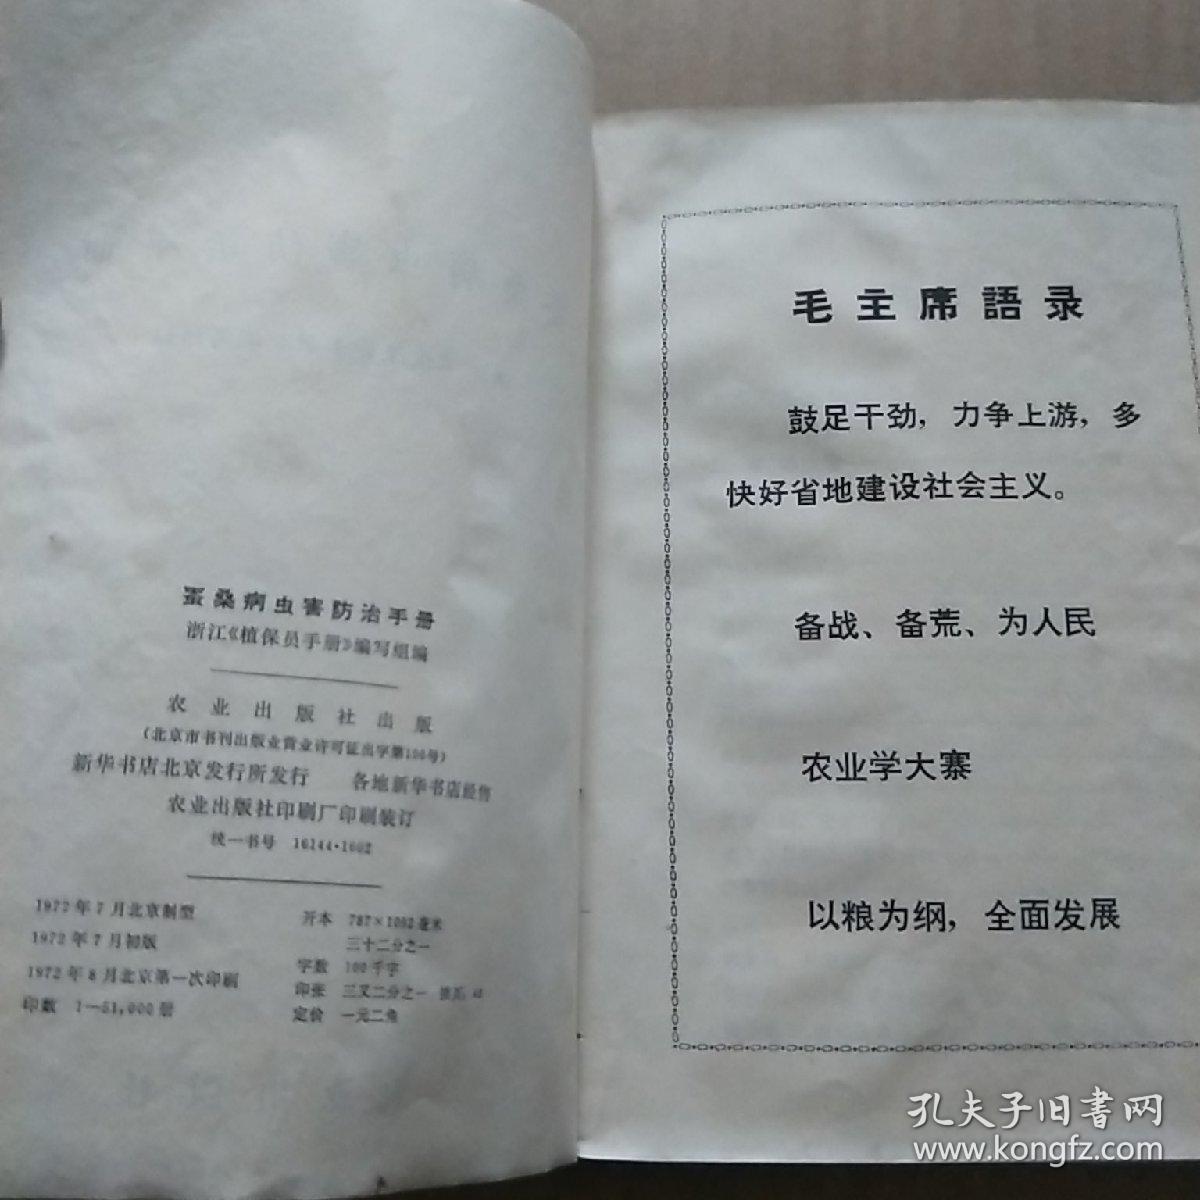 蚕桑病虫害防治手册
浙江《植保员手册》编写组编
农业出版社出版
(北京市书刊出版业营业许可证出字第106号)
新华书店北京发行所发行 各地新华书店经售
农业出版社印刷厂印刷装订
统一书号 16144·1602
1972年7月北京制型
1972年7月初版
1972年8月北京第一次印刷
印数 1—51,000册
开本 787×1092毫米
三十二分之一
字数 100千字
印张 三又二分之一
定价 一元二角
毛主席語录
鼓足干劲，力争上游，多
快好省地建设社会主义。
备战、备荒、为人民
农业学大寨
以粮为纲，全面发展
孔夫子旧书网
www.kongfz.com